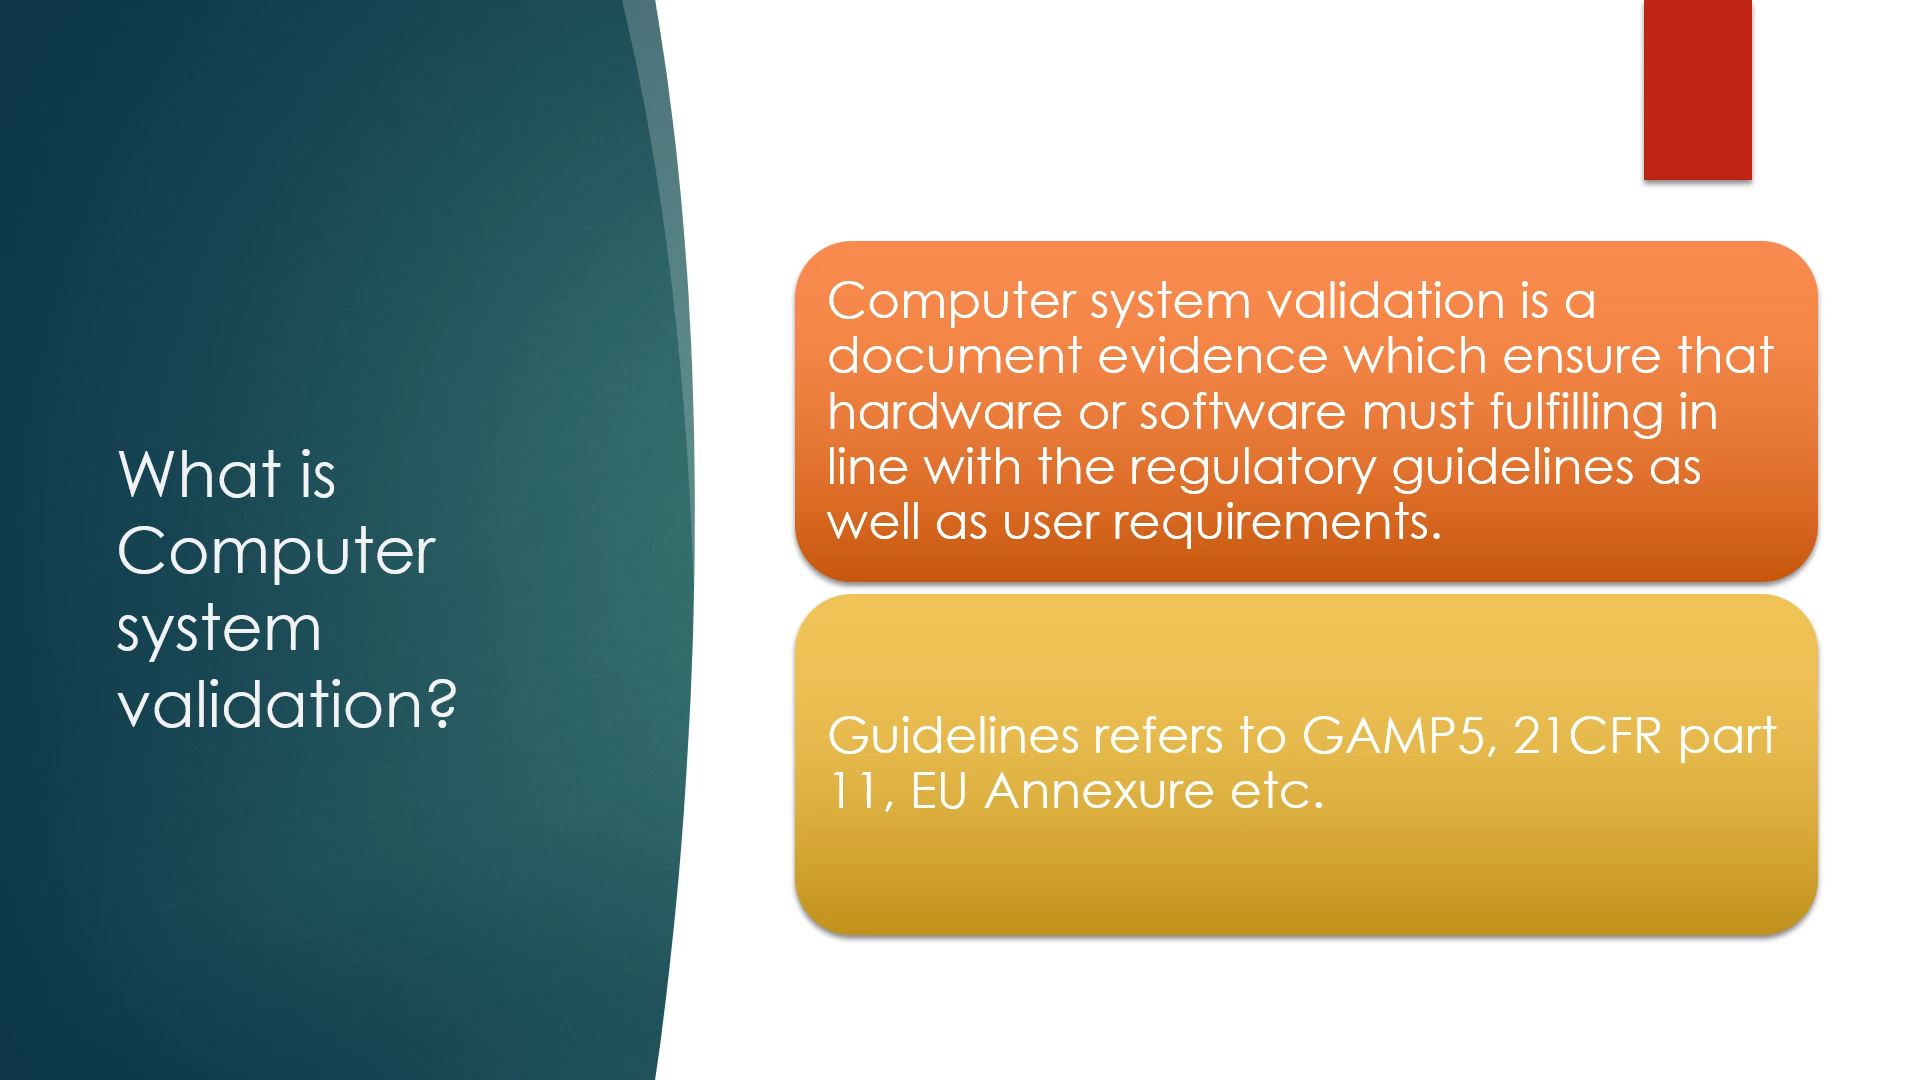 What is
Computer
system
validation?
Computer system validation is a
document evidence which ensure that
hardware or software must fulfilling in
line with the regulatory guidelines as
well as user requirements.
Guidelines refers to GAMP5, 21CFR part
11, EU Annexure etc.